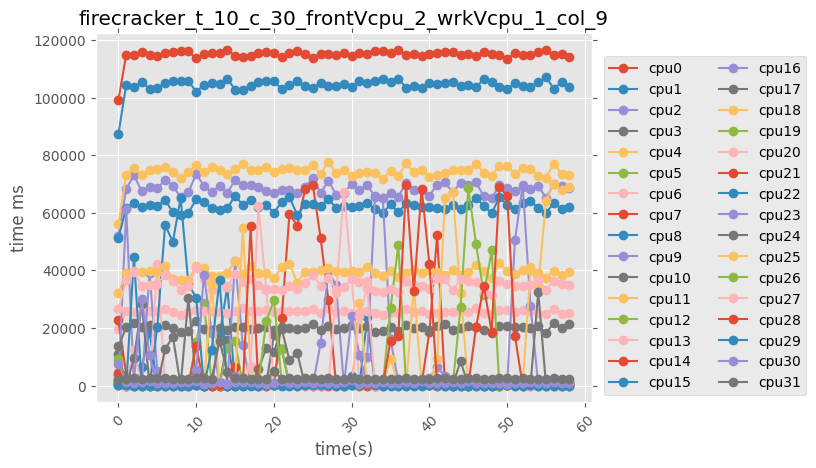 firecracker_t_10_c_30_frontVcpu_2_wrkVcpu_1_col_9
120000
100000
80000
60000
40000
20000
0
time ms
0
10
20
30
40
50
60
time(s)
cpu0
cpu1
cpu2
cpu3
cpu4
cpu5
cpu6
cpu7
cpu8
cpu9
cpu10
cpu11
cpu12
cpu13
cpu14
cpu15
cpu16
cpu17
cpu18
cpu19
cpu20
cpu21
cpu22
cpu23
cpu24
cpu25
cpu26
cpu27
cpu28
cpu29
cpu30
cpu31